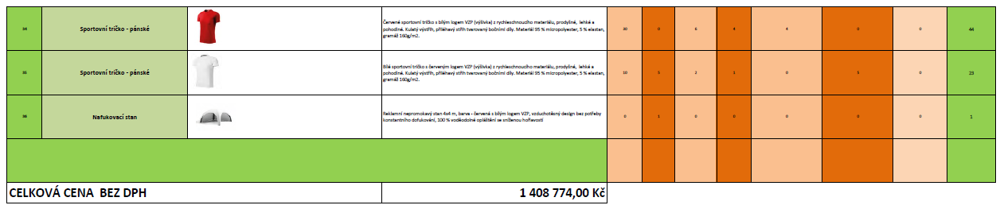 34 Sportovní tričko - pánské Červené sportovní tričko s bílým logem VZP (výšivka) z rychleschnoucího materiálu, prodyšné, lehké a
pohodlné. Kulatý výstřih, přiléhavý střih tvarovaný bočními díly. Materiál 95 % micropolyester, 5 % elastan,
gramáž 160g/m2. 30 0 6 4 4 0 0 44
35 Sportovní tričko - pánské Bílé sportovní tričko s červeným logem VZP (výšivka) z rychleschnoucího materiálu, prodyšné, lehké a
pohodlné. Kulatý výstřih, přiléhavý střih tvarovaný bočními díly. Materiál 95 % micropolyester, 5 % elastan,
gramáž 160g/m2. 10 5 2 1 0 5 0 23
36 Nafukovací stan Reklemní nepromokavý stan 4x4 m, barva - červená s bílým logem VZP, vzduchotěsný design bez potřeby
konstantního dofukování, 100 % voděodolné opláštění se sníženou hořlavostí 0 1 0 0 0 0 0 1
CELKOVÁ CENA BEZ DPH 1 408 774,00 Kč